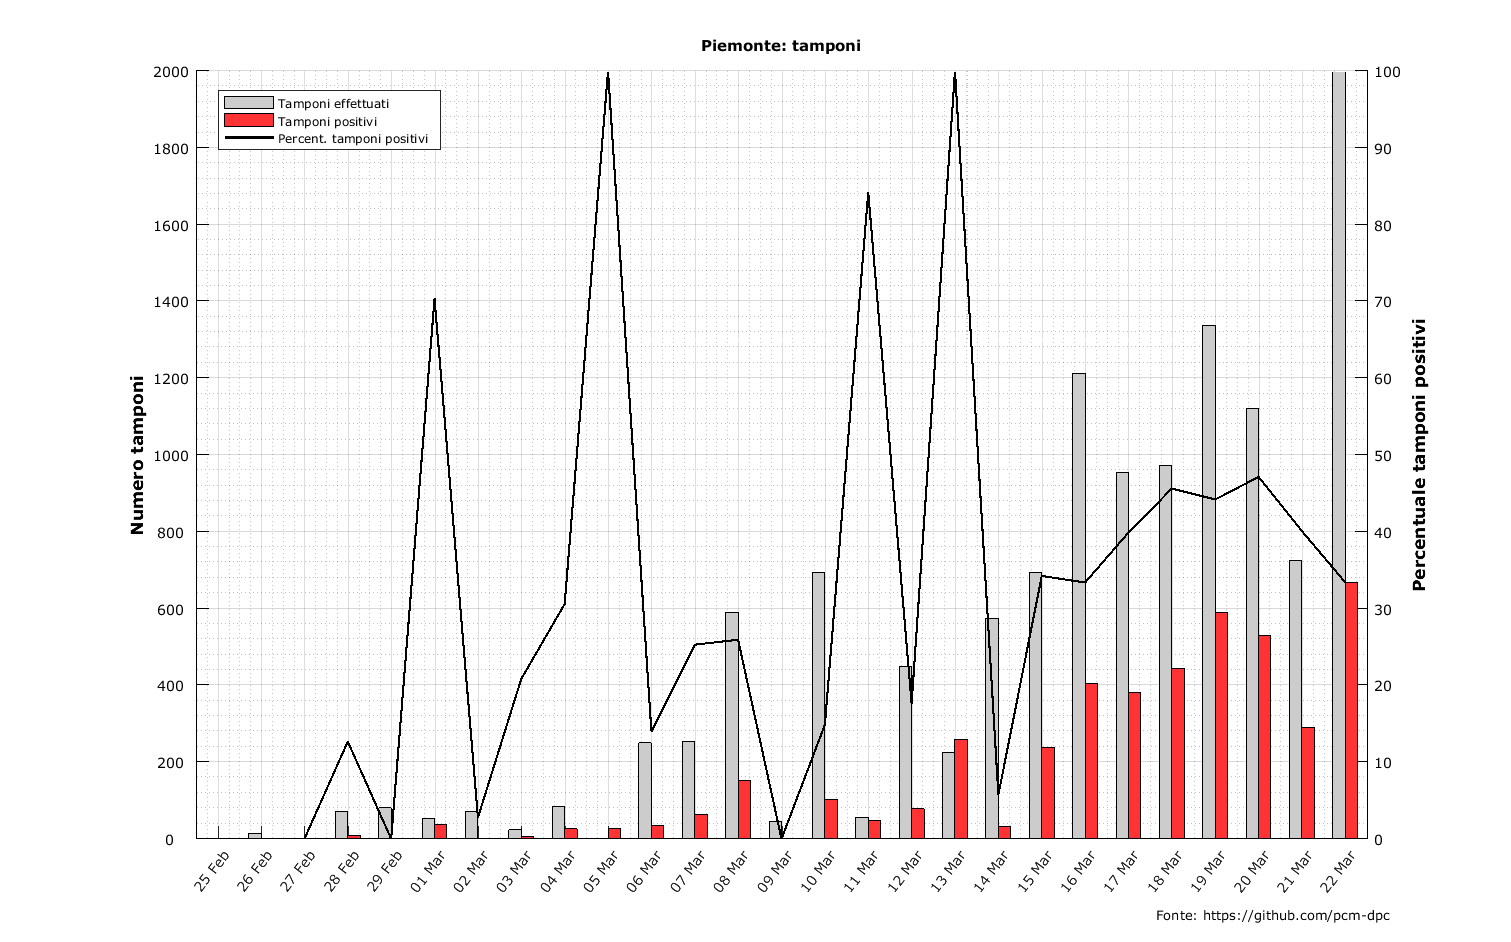 Piemonte: tamponi
Tamponi effettuati
Tamponi positivi
Percent. tamponi positivi
Numero tamponi
2000
1800
1600
1400
1200
1000
800
600
400
200
0
Percentuale tamponi positivi
100
90
80
70
60
50
40
30
20
10
0
25 Feb
26 Feb
27 Feb
28 Feb
29 Feb
01 Mar
02 Mar
03 Mar
04 Mar
05 Mar
06 Mar
07 Mar
08 Mar
09 Mar
10 Mar
11 Mar
12 Mar
13 Mar
14 Mar
15 Mar
16 Mar
17 Mar
18 Mar
19 Mar
20 Mar
21 Mar
22 Mar
Fonte: https://github.com/pcm-dpc